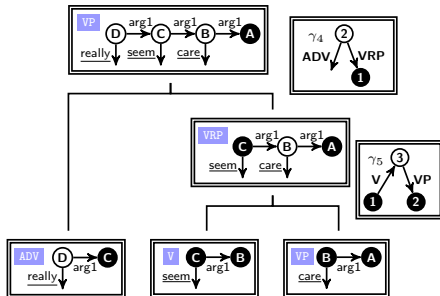 VP
D arg1 C arg1 B arg1 A
really seem care
γ4 2
ADV VRP
1
VRP
C arg1 B arg1 A
seem care
γ5 3
V VP
1 2
ADV
D arg1 C
really
V
C arg1 B
seem
VP
B arg1 A
care